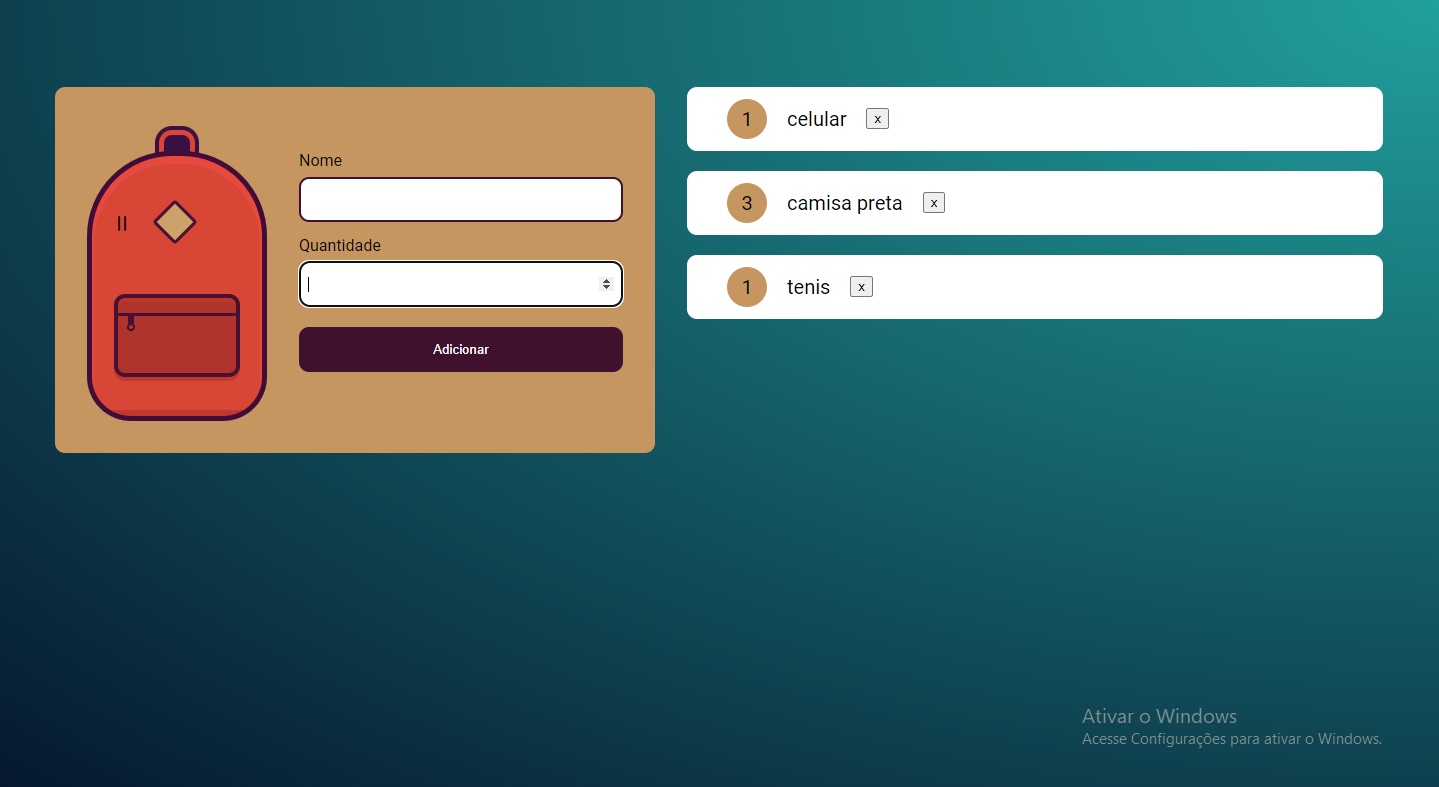 Nome
Quantidade
Adicionar
1 celular x
3 camisa preta x
1 tenis x
Ativar o Windows
Acesse Configurações para ativar o Windows.